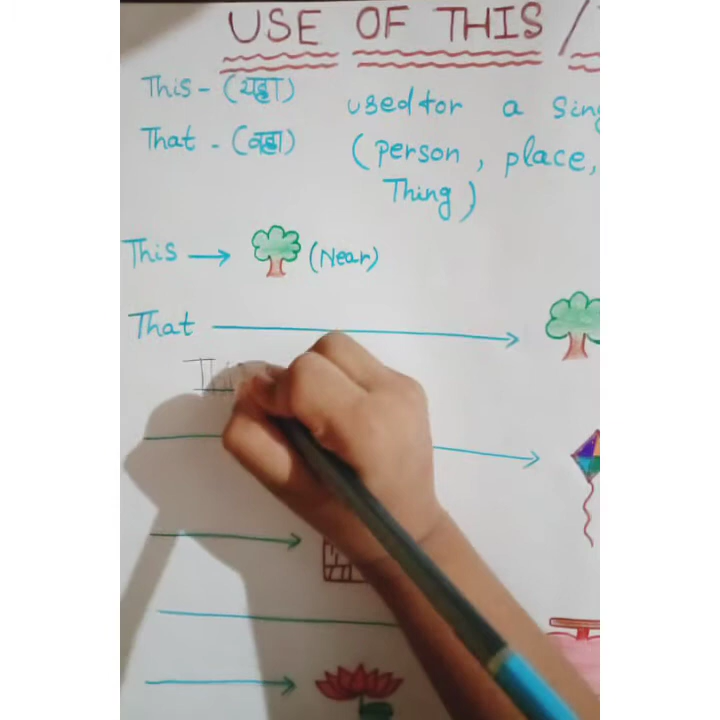 USE OF THIS /
This - (यहा) used for a Sing
That - (वहा) (person, place,
Thing)
This → (Near)
That